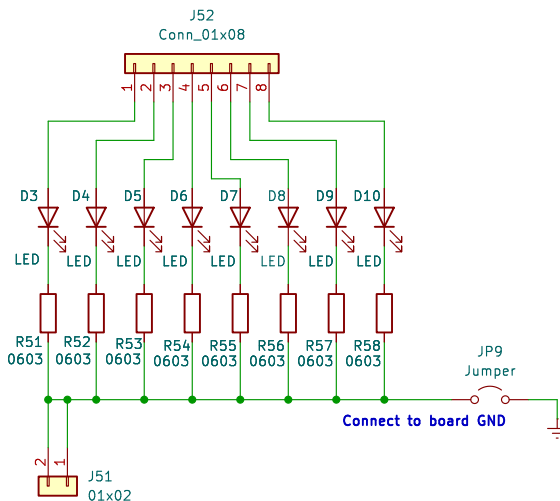 J52
Conn_01x08
1 2 3 4 5 6 7 8
D3 D4 D5 D6 D7 D8 D9 D10
LED LED LED LED LED LED LED LED
R51 R52 R53 R54 R55 R56 R57 R58
0603 0603 0603 0603 0603 0603 0603 0603
JP9
Jumper
Connect to board GND
2 1
J51
01x02